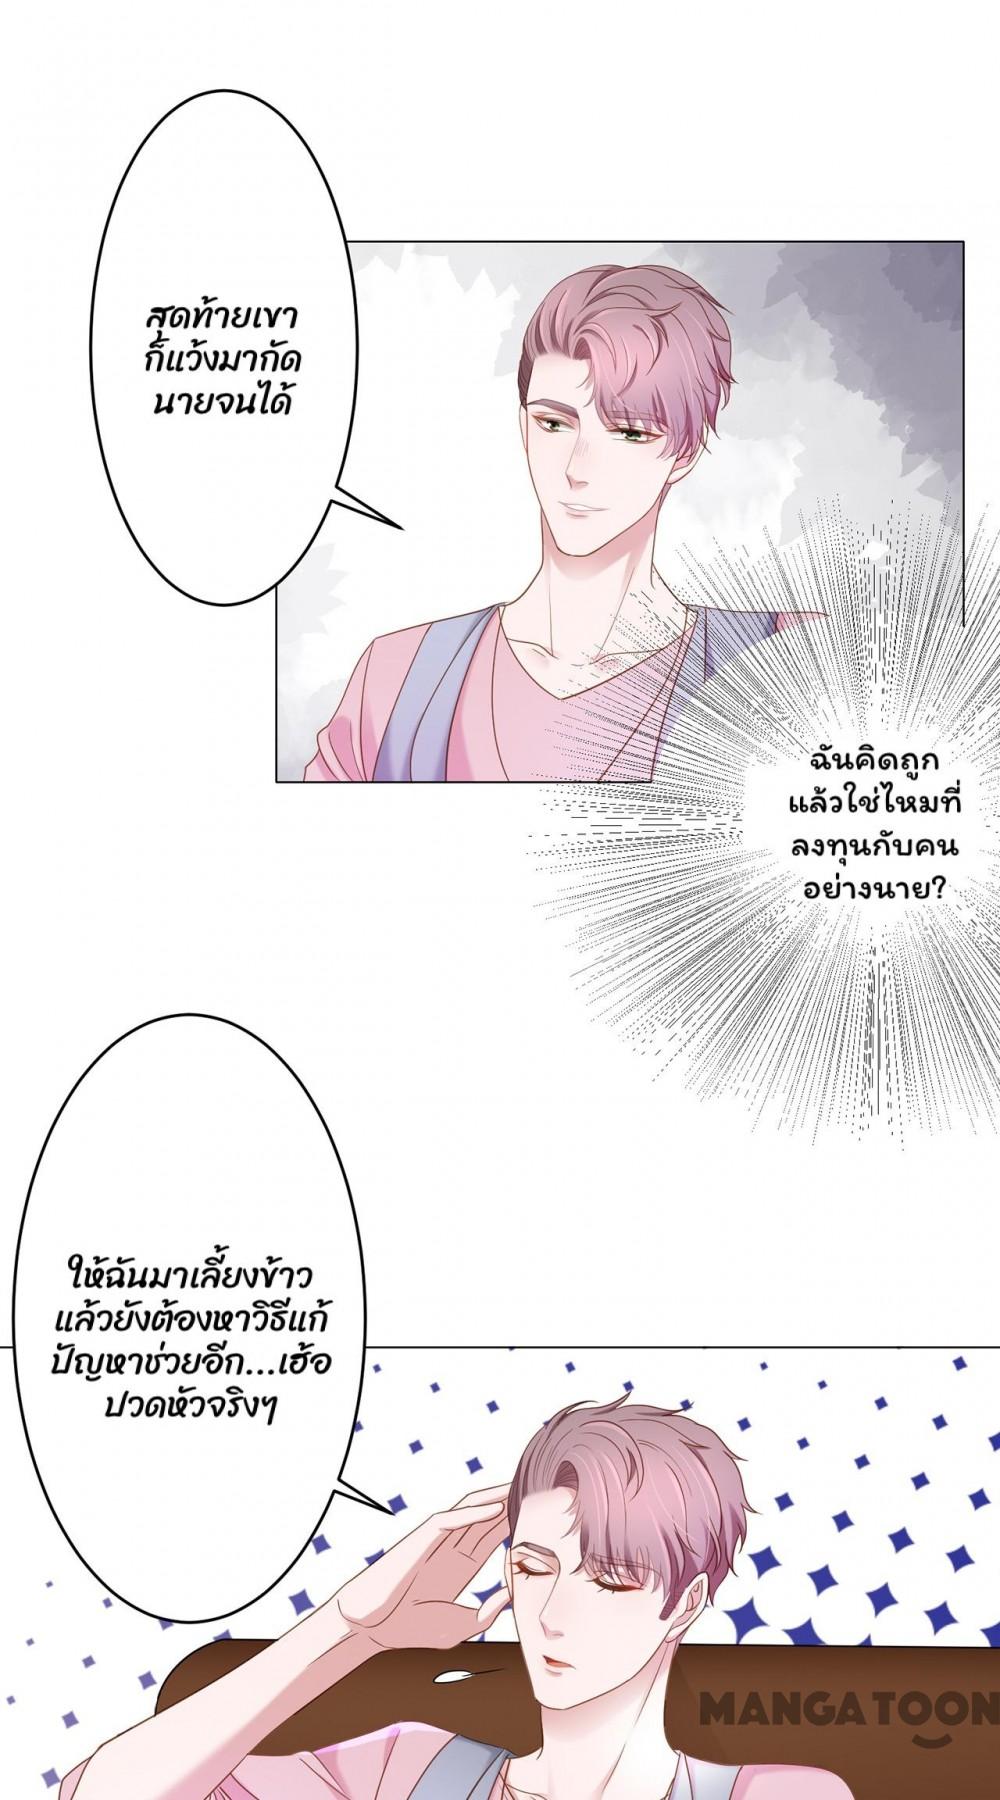 สุดท้ายเขา
ก็แว้งมากัด
นายจนได้
ฉันคิดถูก
แล้วใช่ไหมที่
ลงทุนกับคน
อย่างนาย?
ให้ฉันมาเลี้ยงข้าว
แล้วยังต้องหาวิธีแก้
ปัญหาช่วยอีก...เฮ้อ
ปวดหัวจริงๆ
MANGATOON